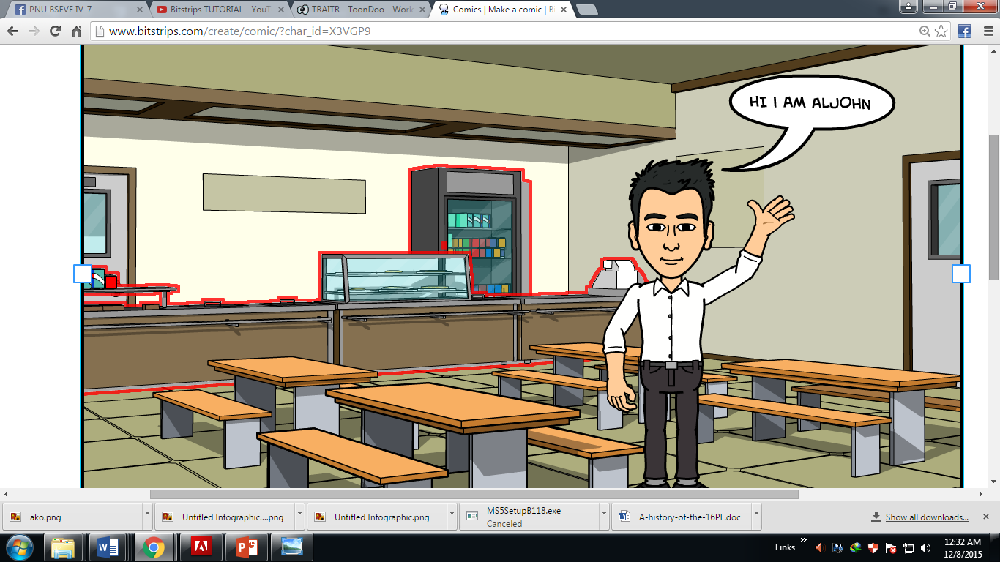 PNU BSEVE IV-7
Bitstrips TUTORIAL - YouTu
TRAITR - ToonDoo - Worl
Comics | Make a comic | B
www.bitstrips.com/create/comic/?char_id=X3VGP9
HI I AM ALJOHN
ako.png
Untitled Infographic....png
Untitled Infographic.png
MS5SetupB118.exe
Canceled
A-history-of-the-16PF.doc
Show all downloads...
Links
12:32 AM
12/8/2015